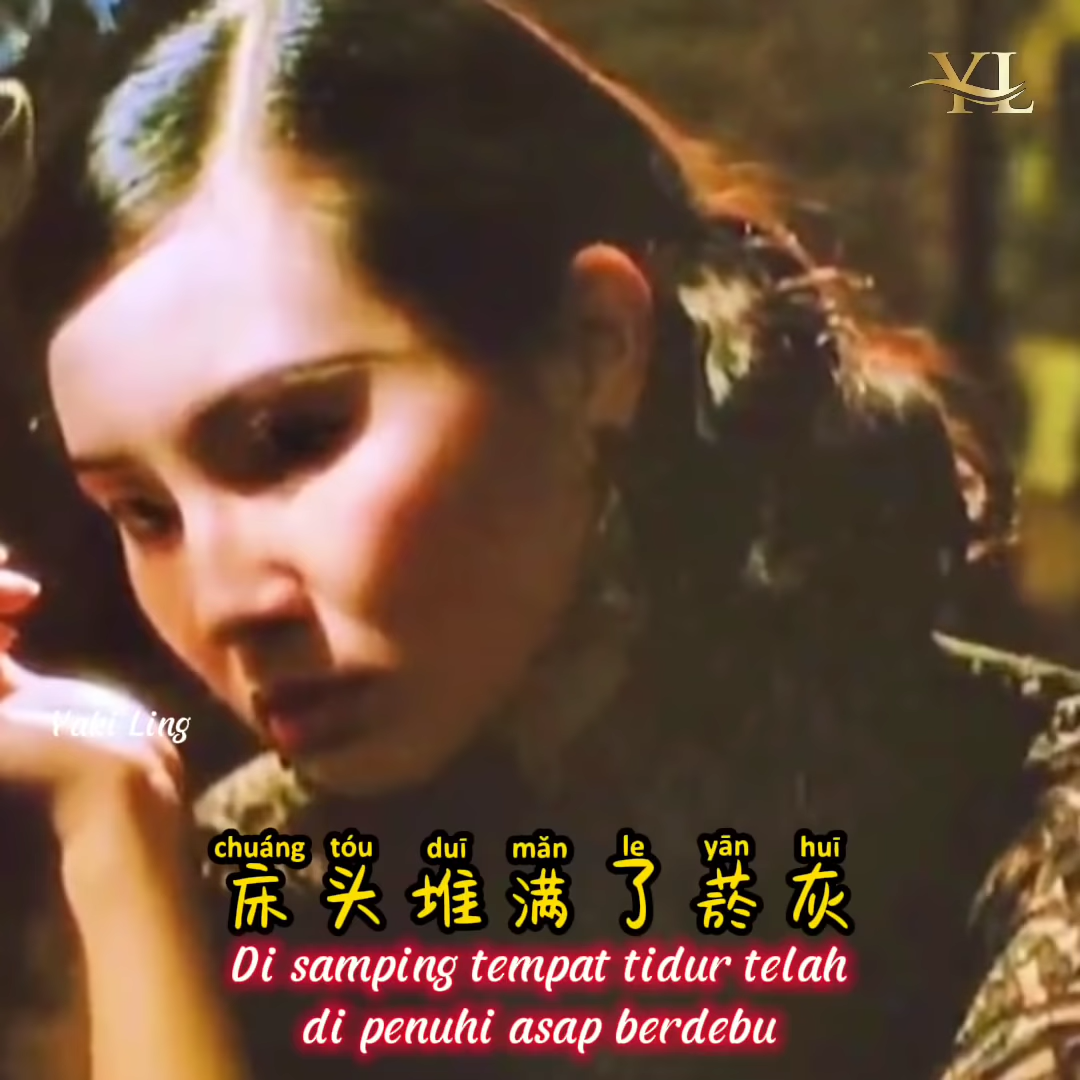 YL
Yaki Ling
chuáng tóu duī mǎn le yān huī
床头堆满了菸灰
Di samping tempat tidur telah
di penuhi asap berdebu